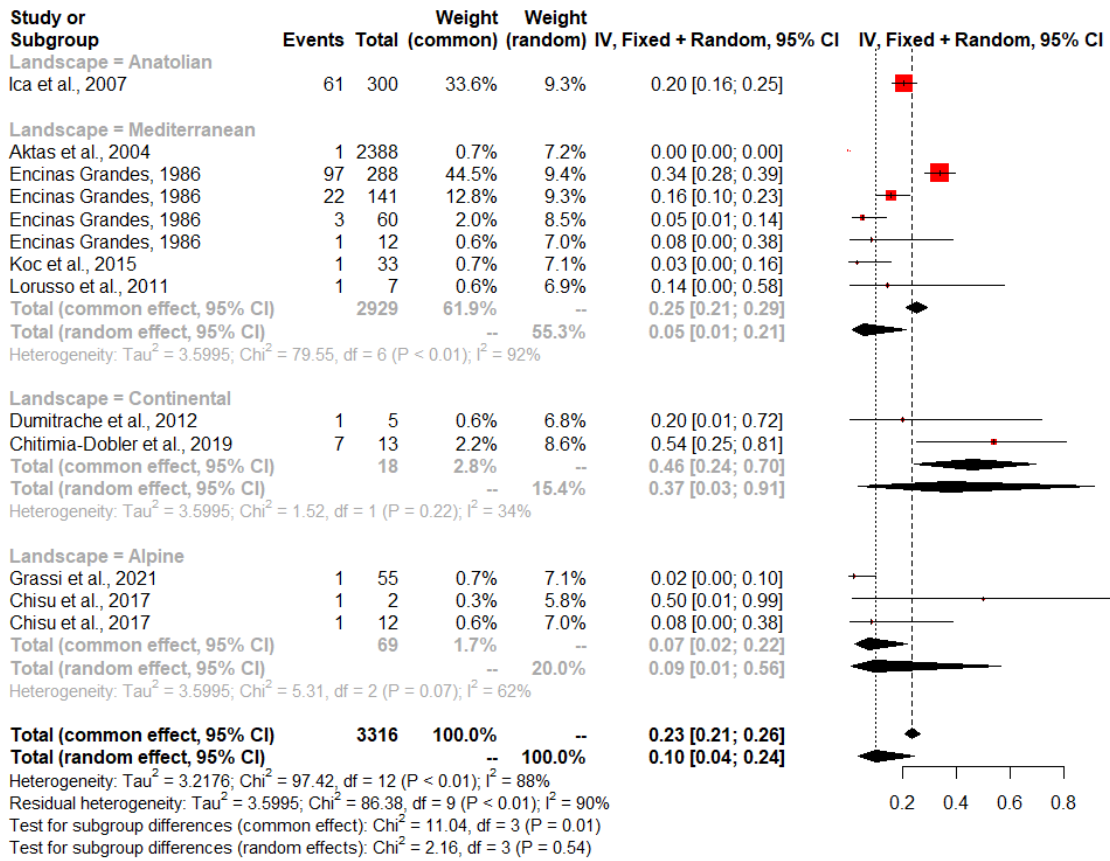 Study or Weight Weight
Subgroup Events Total (common) (random) IV, Fixed + Random, 95% CI IV, Fixed + Random, 95% CI
Landscape = Anatolian
Ica et al., 2007 61 300 33.6% 9.3% 0.20 [0.16; 0.25]
Landscape = Mediterranean
Aktas et al., 2004 1 2388 0.7% 7.2% 0.00 [0.00; 0.00]
Encinas Grandes, 1986 97 288 44.5% 9.4% 0.34 [0.28; 0.39]
Encinas Grandes, 1986 22 141 12.8% 9.3% 0.16 [0.10; 0.23]
Encinas Grandes, 1986 3 60 2.0% 8.5% 0.05 [0.01; 0.14]
Encinas Grandes, 1986 1 12 0.6% 7.0% 0.08 [0.00; 0.38]
Koc et al., 2015 1 33 0.7% 7.1% 0.03 [0.00; 0.16]
Lorusso et al., 2011 1 7 0.6% 6.9% 0.14 [0.00; 0.58]
Total (common effect, 95% CI) 2929 61.9% -- 0.25 [0.21; 0.29]
Total (random effect, 95% CI) -- 55.3% 0.05 [0.01; 0.21]
Heterogeneity: Tau² = 3.5995; Chi² = 79.55, df = 6 (P < 0.01); I² = 92%
Landscape = Continental
Dumitrache et al., 2012 1 5 0.6% 6.8% 0.20 [0.01; 0.72]
Chitimia-Dobler et al., 2019 7 13 2.2% 8.6% 0.54 [0.25; 0.81]
Total (common effect, 95% CI) 18 2.8% -- 0.46 [0.24; 0.70]
Total (random effect, 95% CI) -- 15.4% 0.37 [0.03; 0.91]
Heterogeneity: Tau² = 3.5995; Chi² = 1.52, df = 1 (P = 0.22); I² = 34%
Landscape = Alpine
Grassi et al., 2021 1 55 0.7% 7.1% 0.02 [0.00; 0.10]
Chisu et al., 2017 1 2 0.3% 5.8% 0.50 [0.01; 0.99]
Chisu et al., 2017 1 12 0.6% 7.0% 0.08 [0.00; 0.38]
Total (common effect, 95% CI) 69 1.7% -- 0.07 [0.02; 0.22]
Total (random effect, 95% CI) -- 20.0% 0.09 [0.01; 0.56]
Heterogeneity: Tau² = 3.5995; Chi² = 5.31, df = 2 (P = 0.07); I² = 62%
Total (common effect, 95% CI) 3316 100.0% -- 0.23 [0.21; 0.26]
Total (random effect, 95% CI) -- 100.0% 0.10 [0.04; 0.24]
Heterogeneity: Tau² = 3.2176; Chi² = 97.42, df = 12 (P < 0.01); I² = 88%
Residual heterogeneity: Tau² = 3.5995; Chi² = 86.38, df = 9 (P < 0.01); I² = 90%
0.2 0.4 0.6 0.8
Test for subgroup differences (common effect): Chi² = 11.04, df = 3 (P = 0.01)
Test for subgroup differences (random effects): Chi² = 2.16, df = 3 (P = 0.54)